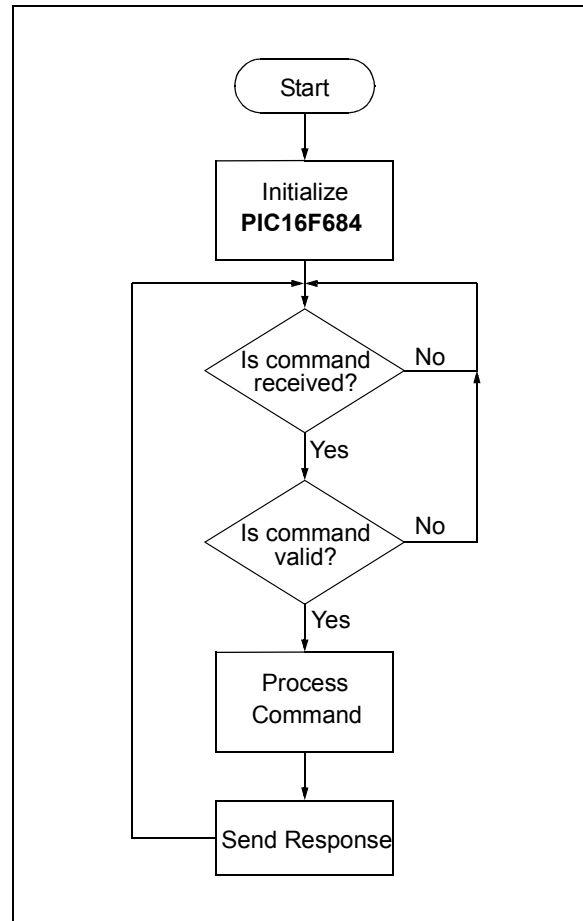 Start
Initialize
PIC16F684
Is command
received?
No
Yes
Is command
valid?
No
Yes
Process
Command
Send Response